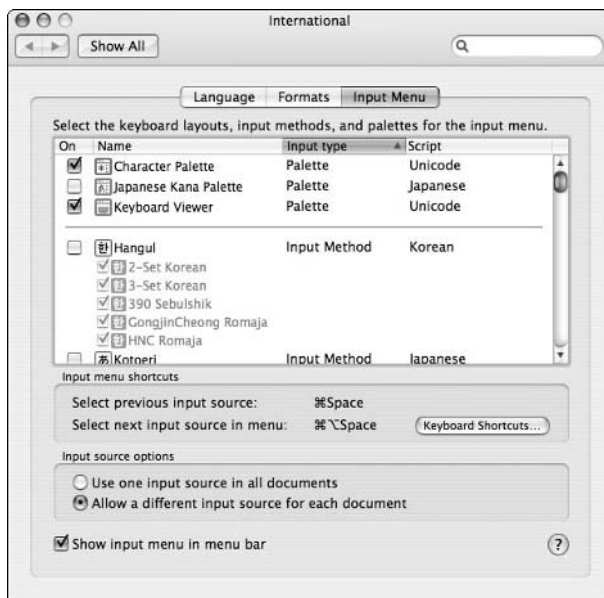 International
Show All
Language Formats Input Menu
Select the keyboard layouts, input methods, and palettes for the input menu.
On Name Input type Script
Character Palette Palette Unicode
Japanese Kana Palette Palette Japanese
Keyboard Viewer Palette Unicode
한 Hangul Input Method Korean
2-Set Korean
3-Set Korean
390 Sebulshik
GongjinCheong Romaja
HNC Romaja
あ Kotoeri Input Method Japanese
Input menu shortcuts
Select previous input source: ⌘Space
Select next input source in menu: ⌘⌥Space Keyboard Shortcuts...
Input source options
Use one input source in all documents
Allow a different input source for each document
Show input menu in menu bar ?